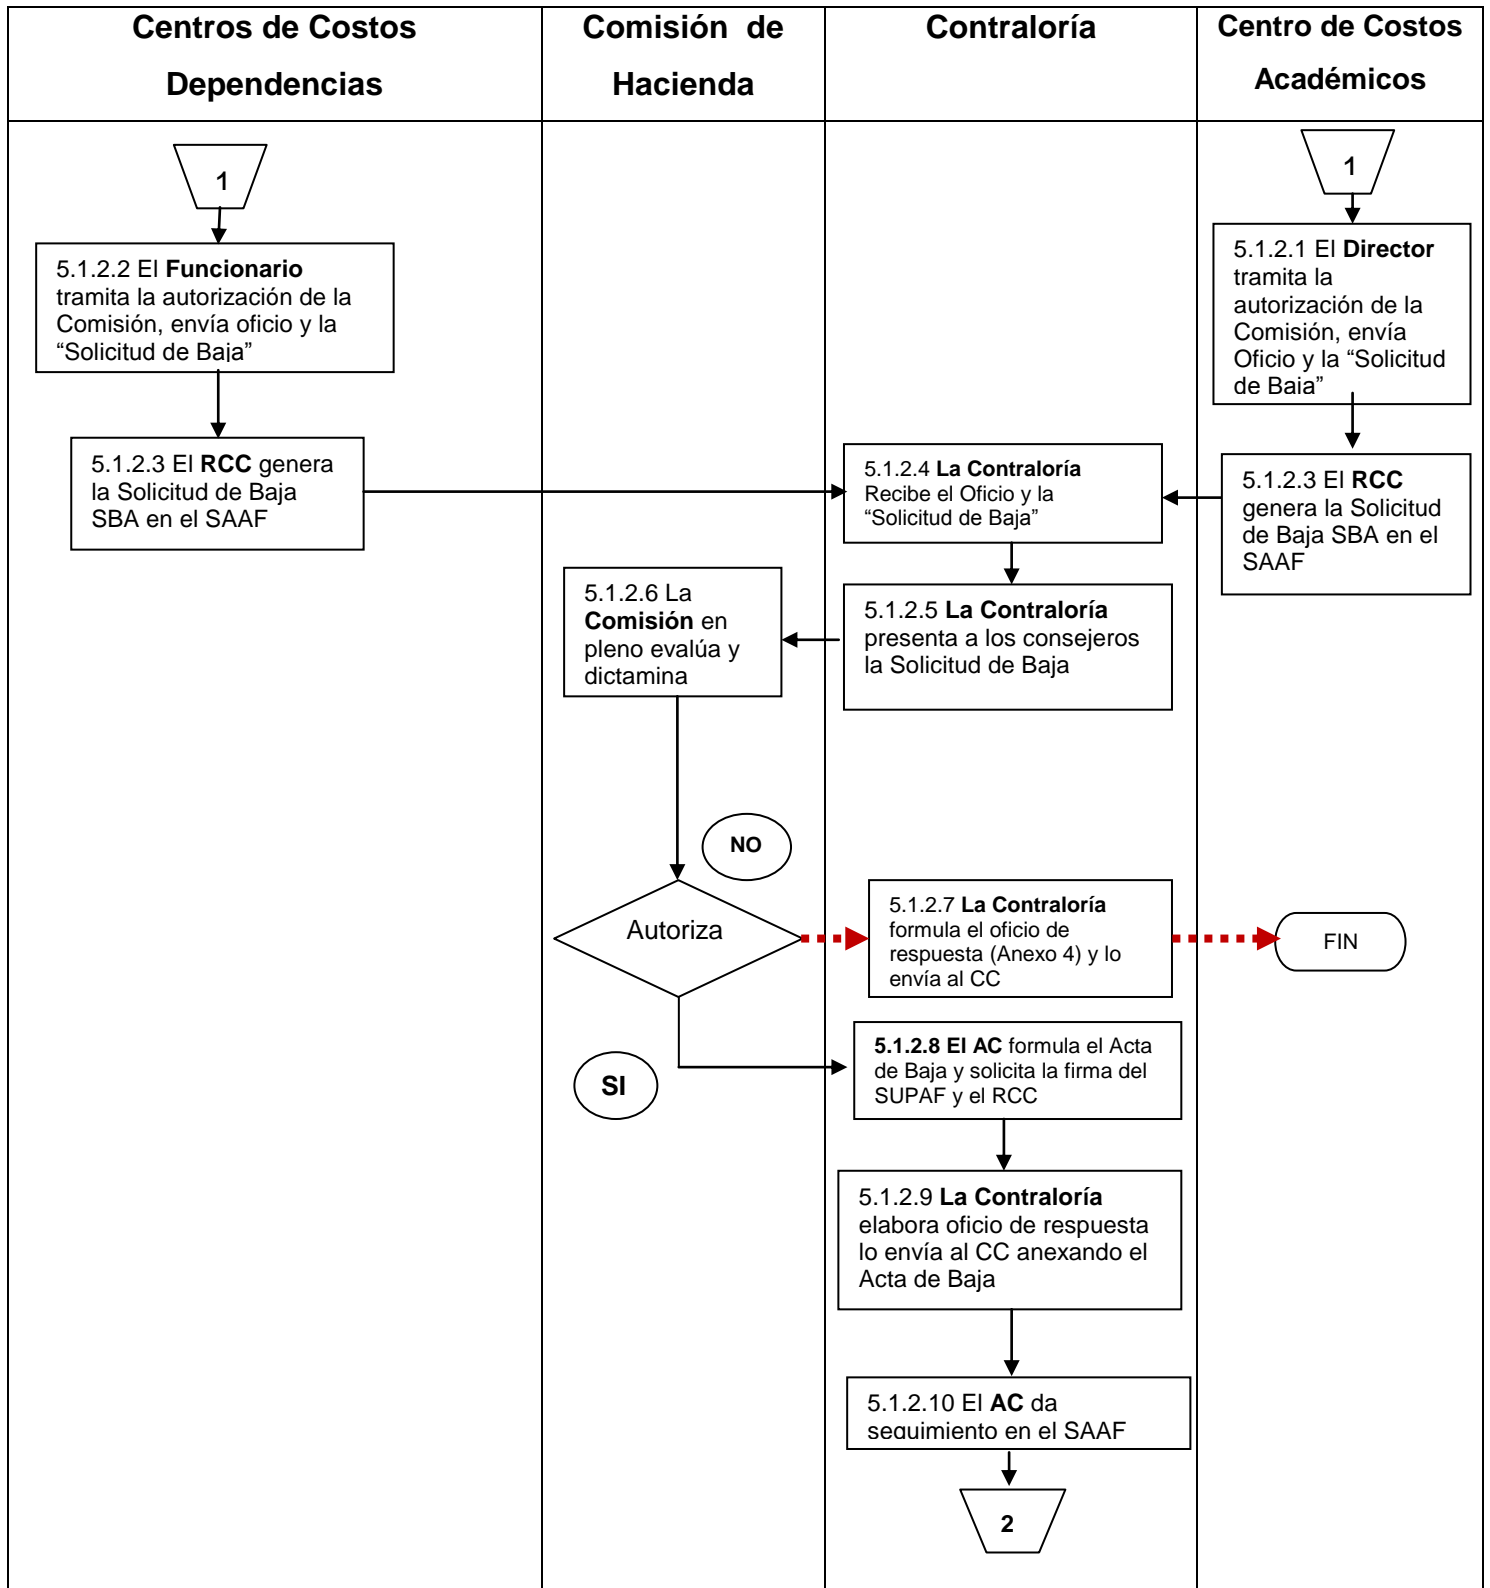 Centros de Costos
Dependencias
Comisión de
Hacienda
Contraloría
Centro de Costos
Académicos
1
1
5.1.2.2 El Funcionario
tramita la autorización de la
Comisión, envía oficio y la
“Solicitud de Baja”
5.1.2.1 El Director
tramita la
autorización de la
Comisión, envía
Oficio y la “Solicitud
de Baja”
5.1.2.3 El RCC genera
la Solicitud de Baja
SBA en el SAAF
5.1.2.4 La Contraloría
Recibe el Oficio y la
“Solicitud de Baja”
5.1.2.3 El RCC
genera la Solicitud
de Baja SBA en el
SAAF
5.1.2.6 La
Comisión en
pleno evalúa y
dictamina
5.1.2.5 La Contraloría
presenta a los consejeros
la Solicitud de Baja
NO
Autoriza
5.1.2.7 La Contraloría
formula el oficio de
respuesta (Anexo 4) y lo
envía al CC
FIN
SI
5.1.2.8 El AC formula el Acta
de Baja y solicita la firma del
SUPAF y el RCC
5.1.2.9 La Contraloría
elabora oficio de respuesta
lo envía al CC anexando el
Acta de Baja
5.1.2.10 El AC da
seguimiento en el SAAF
2